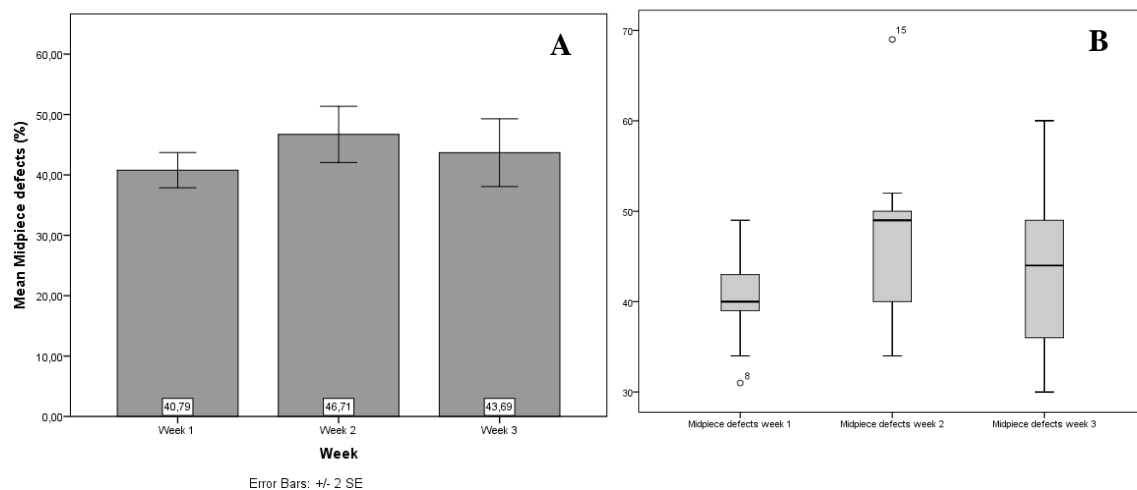 A
Mean Midpiece defects (%)
60,00
50,00
40,00
30,00
20,00
10,00
0,00
40,79
46,71
43,69
Week 1
Week 2
Week 3
Week
Error Bars: +/- 2 SE
B
70
60
50
40
30
15
8
Midpiece defects week 1
Midpiece defects week 2
Midpiece defects week 3